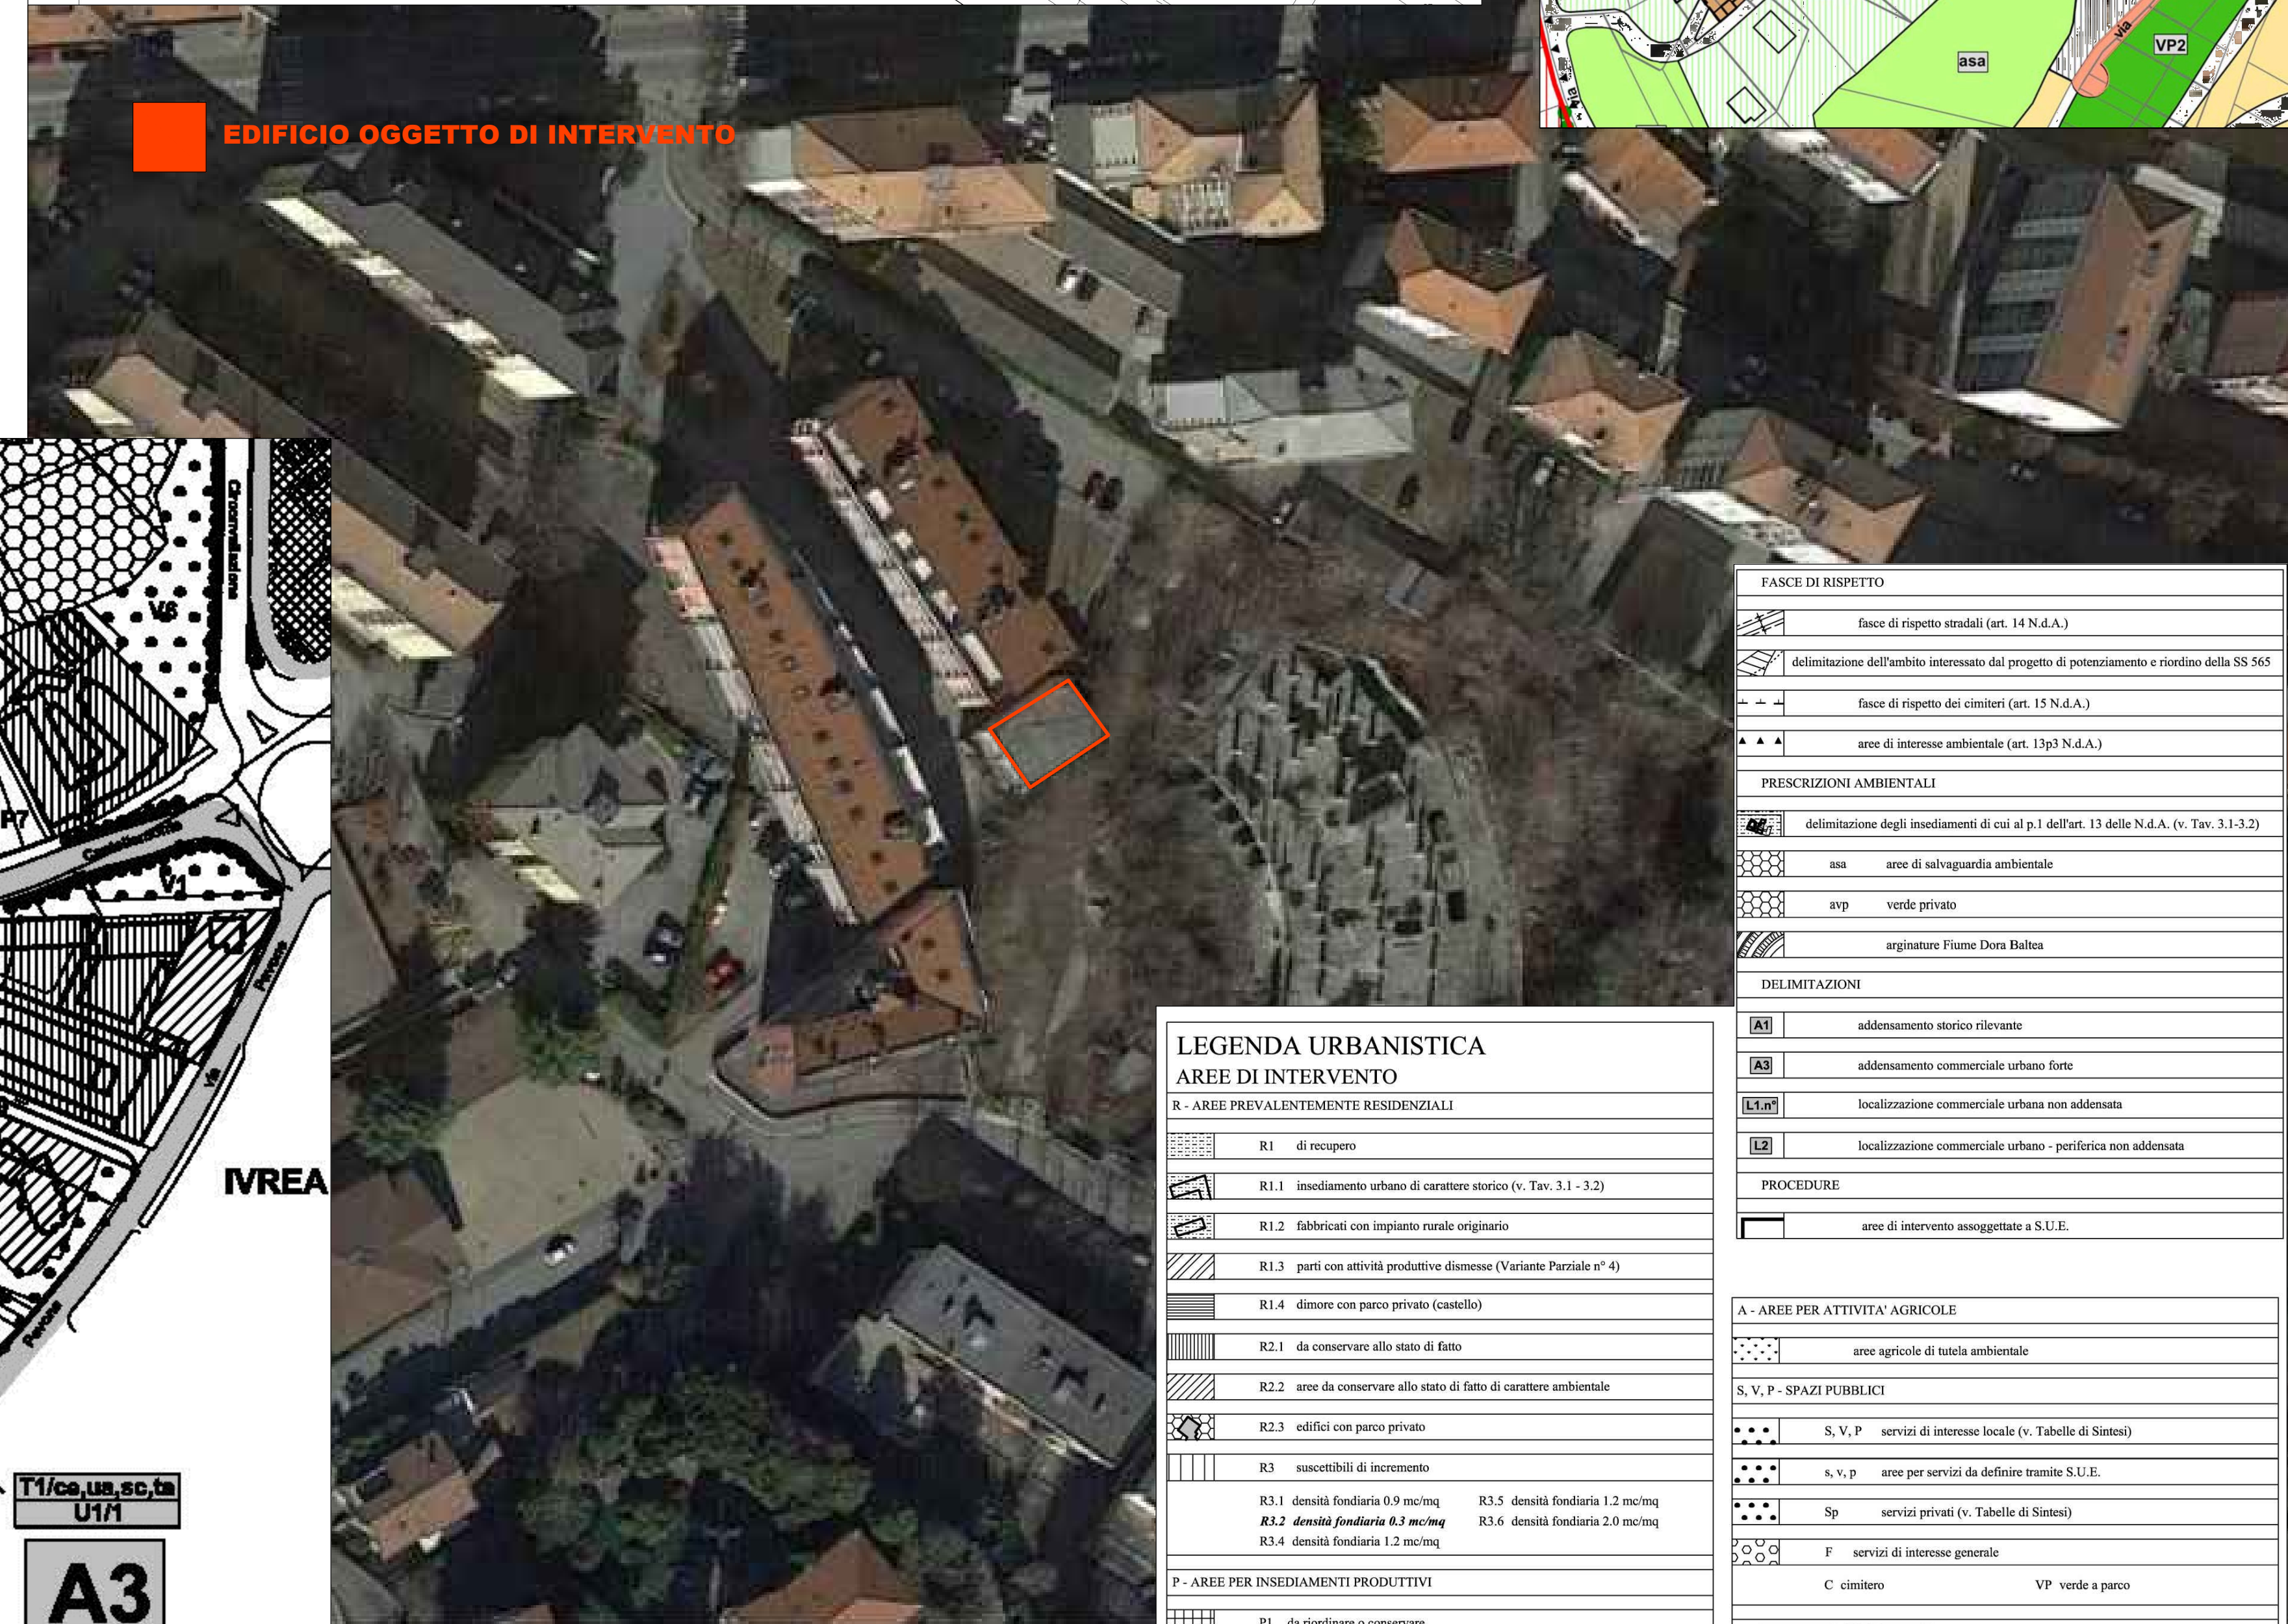 EDIFICIO OGGETTO DI INTERVENTO
asa
via
VP2
via
Circonvallazione
V6
P7
Castellamonte
V1
Pavone
Via
IVREA
Pavone
T1/ce,ua,sc,ta
U1/1
A3
FASCE DI RISPETTO
fasce di rispetto stradali (art. 14 N.d.A.)
delimitazione dell'ambito interessato dal progetto di potenziamento e riordino della SS 565
fasce di rispetto dei cimiteri (art. 15 N.d.A.)
aree di interesse ambientale (art. 13p3 N.d.A.)
PRESCRIZIONI AMBIENTALI
delimitazione degli insediamenti di cui al p.1 dell'art. 13 delle N.d.A. (v. Tav. 3.1-3.2)
asa aree di salvaguardia ambientale
avp verde privato
arginature Fiume Dora Baltea
DELIMITAZIONI
A1 addensamento storico rilevante
A3 addensamento commerciale urbano forte
L1.n° localizzazione commerciale urbana non addensata
L2 localizzazione commerciale urbano - periferica non addensata
PROCEDURE
aree di intervento assoggettate a S.U.E.
LEGENDA URBANISTICA
AREE DI INTERVENTO
R - AREE PREVALENTEMENTE RESIDENZIALI
R1 di recupero
R1.1 insediamento urbano di carattere storico (v. Tav. 3.1 - 3.2)
R1.2 fabbricati con impianto rurale originario
R1.3 parti con attività produttive dismesse (Variante Parziale n° 4)
R1.4 dimore con parco privato (castello)
R2.1 da conservare allo stato di fatto
R2.2 aree da conservare allo stato di fatto di carattere ambientale
R2.3 edifici con parco privato
R3 suscettibili di incremento
R3.1 densità fondiaria 0.9 mc/mq R3.5 densità fondiaria 1.2 mc/mq
R3.2 densità fondiaria 0.3 mc/mq R3.6 densità fondiaria 2.0 mc/mq
R3.4 densità fondiaria 1.2 mc/mq
P - AREE PER INSEDIAMENTI PRODUTTIVI
P1 da riordinare o conservare
A - AREE PER ATTIVITA' AGRICOLE
aree agricole di tutela ambientale
S, V, P - SPAZI PUBBLICI
S, V, P servizi di interesse locale (v. Tabelle di Sintesi)
s, v, p aree per servizi da definire tramite S.U.E.
Sp servizi privati (v. Tabelle di Sintesi)
F servizi di interesse generale
C cimitero VP verde a parco